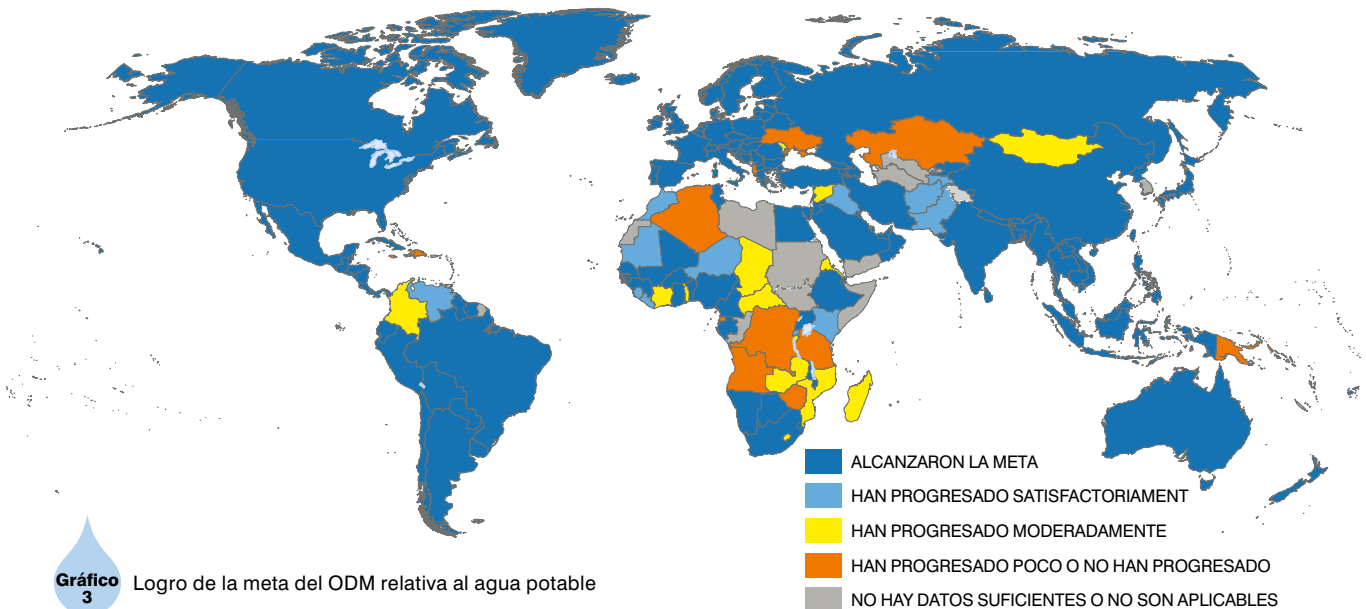 ALCANZARON LA META
HAN PROGRESADO SATISFACTORIAMENT
HAN PROGRESADO MODERADAMENTE
HAN PROGRESADO POCO O NO HAN PROGRESADO
NO HAY DATOS SUFICIENTES O NO SON APLICABLES
Gráfico
3
Logro de la meta del ODM relativa al agua potable